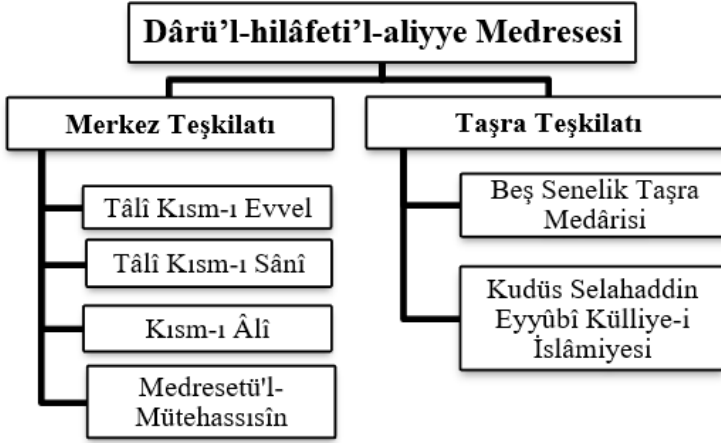 Dârü’l-hilâfeti’l-aliyye Medresesi
Merkez Teşkilatı
Tâlî Kısm-ı Evvel
Tâlî Kısm-ı Sânî
Kısm-ı Âlî
Medresetü'l-
Mütehassısîn
Taşra Teşkilatı
Beş Senelik Taşra
Medârisi
Kudüs Selahaddin
Eyyûbî Külliye-i
İslâmiyesi